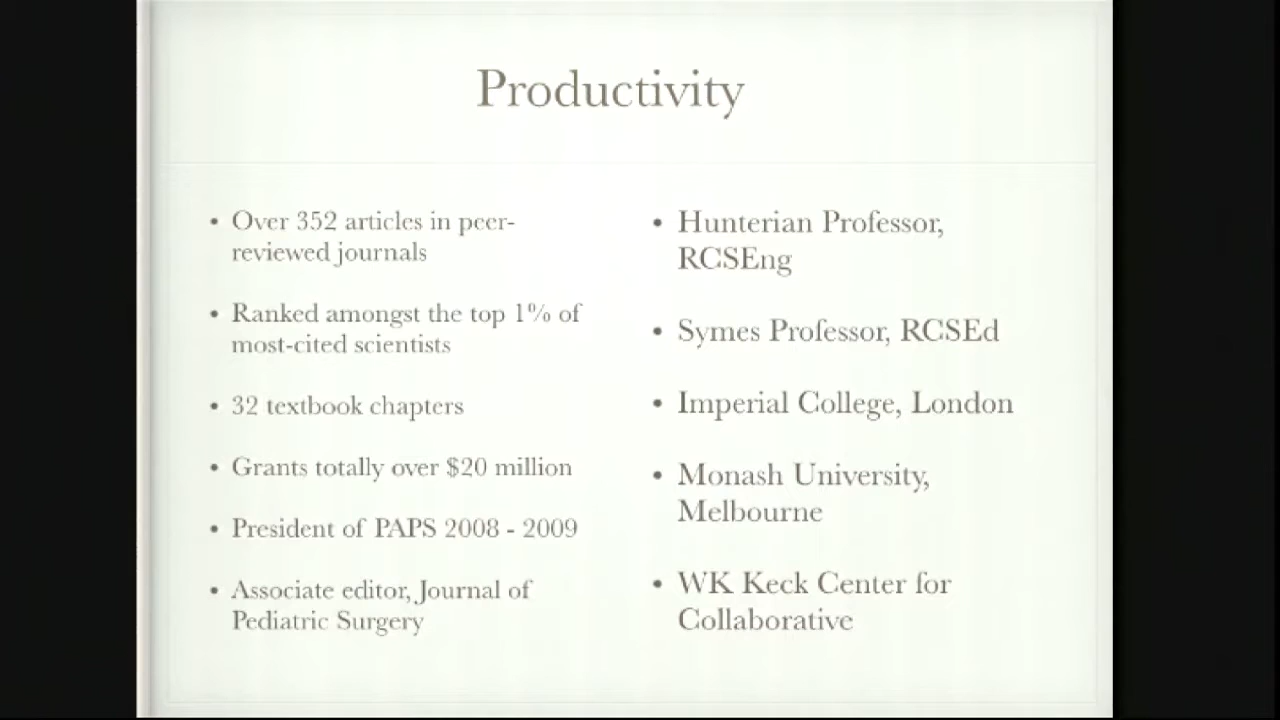 Productivity
• Over 352 articles in peer-
reviewed journals
• Ranked amongst the top 1% of
most-cited scientists
• 32 textbook chapters
• Grants totally over $20 million
• President of PAPS 2008 - 2009
• Associate editor, Journal of
Pediatric Surgery
• Hunterian Professor,
RCSEng
• Symes Professor, RCSEd
• Imperial College, London
• Monash University,
Melbourne
• WK Keck Center for
Collaborative